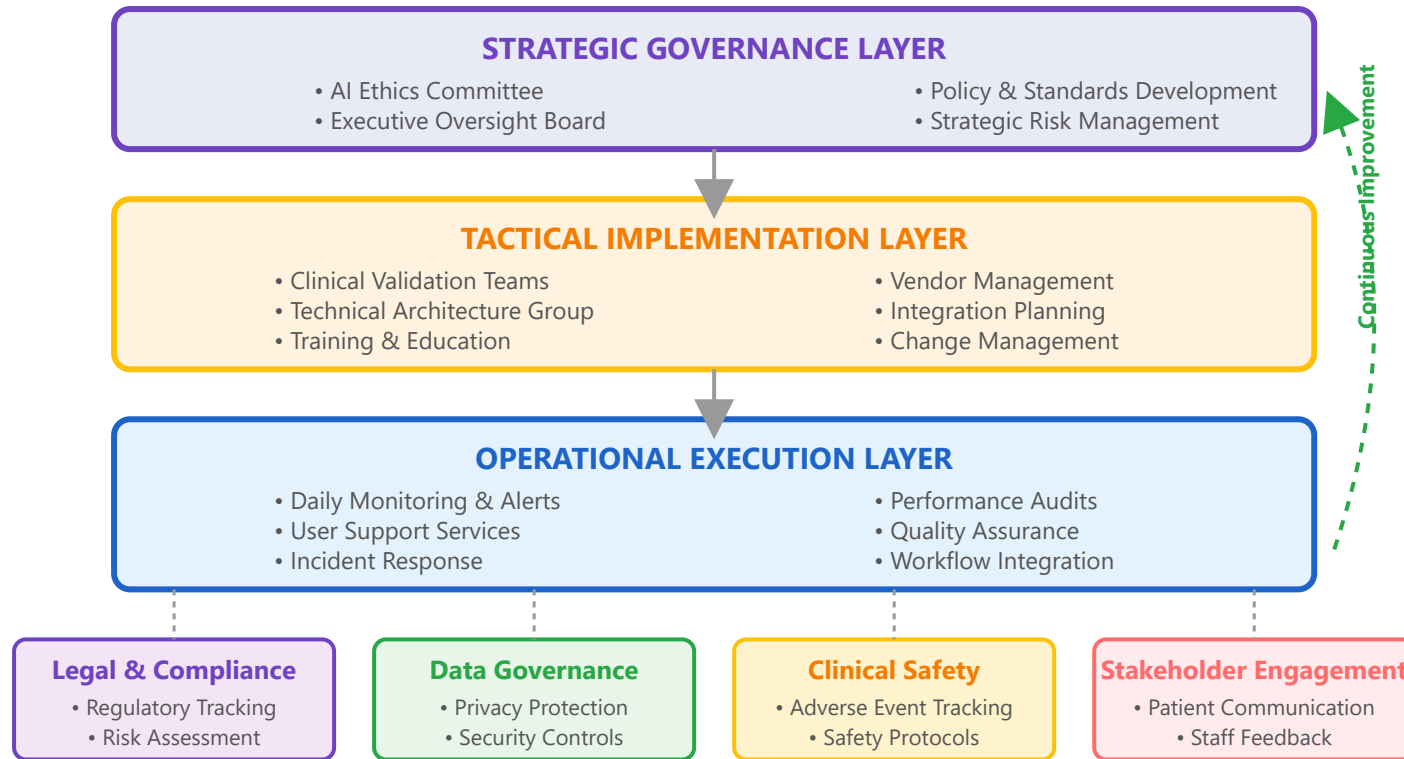 STRATEGIC GOVERNANCE LAYER
• AI Ethics Committee
• Executive Oversight Board
• Policy & Standards Development
• Strategic Risk Management
Continuous Improvement
TACTICAL IMPLEMENTATION LAYER
• Clinical Validation Teams
• Technical Architecture Group
• Training & Education
• Vendor Management
• Integration Planning
• Change Management
OPERATIONAL EXECUTION LAYER
• Daily Monitoring & Alerts
• User Support Services
• Incident Response
• Performance Audits
• Quality Assurance
• Workflow Integration
Legal & Compliance
• Regulatory Tracking
• Risk Assessment
Data Governance
• Privacy Protection
• Security Controls
Clinical Safety
• Adverse Event Tracking
• Safety Protocols
Stakeholder Engagement
• Patient Communication
• Staff Feedback